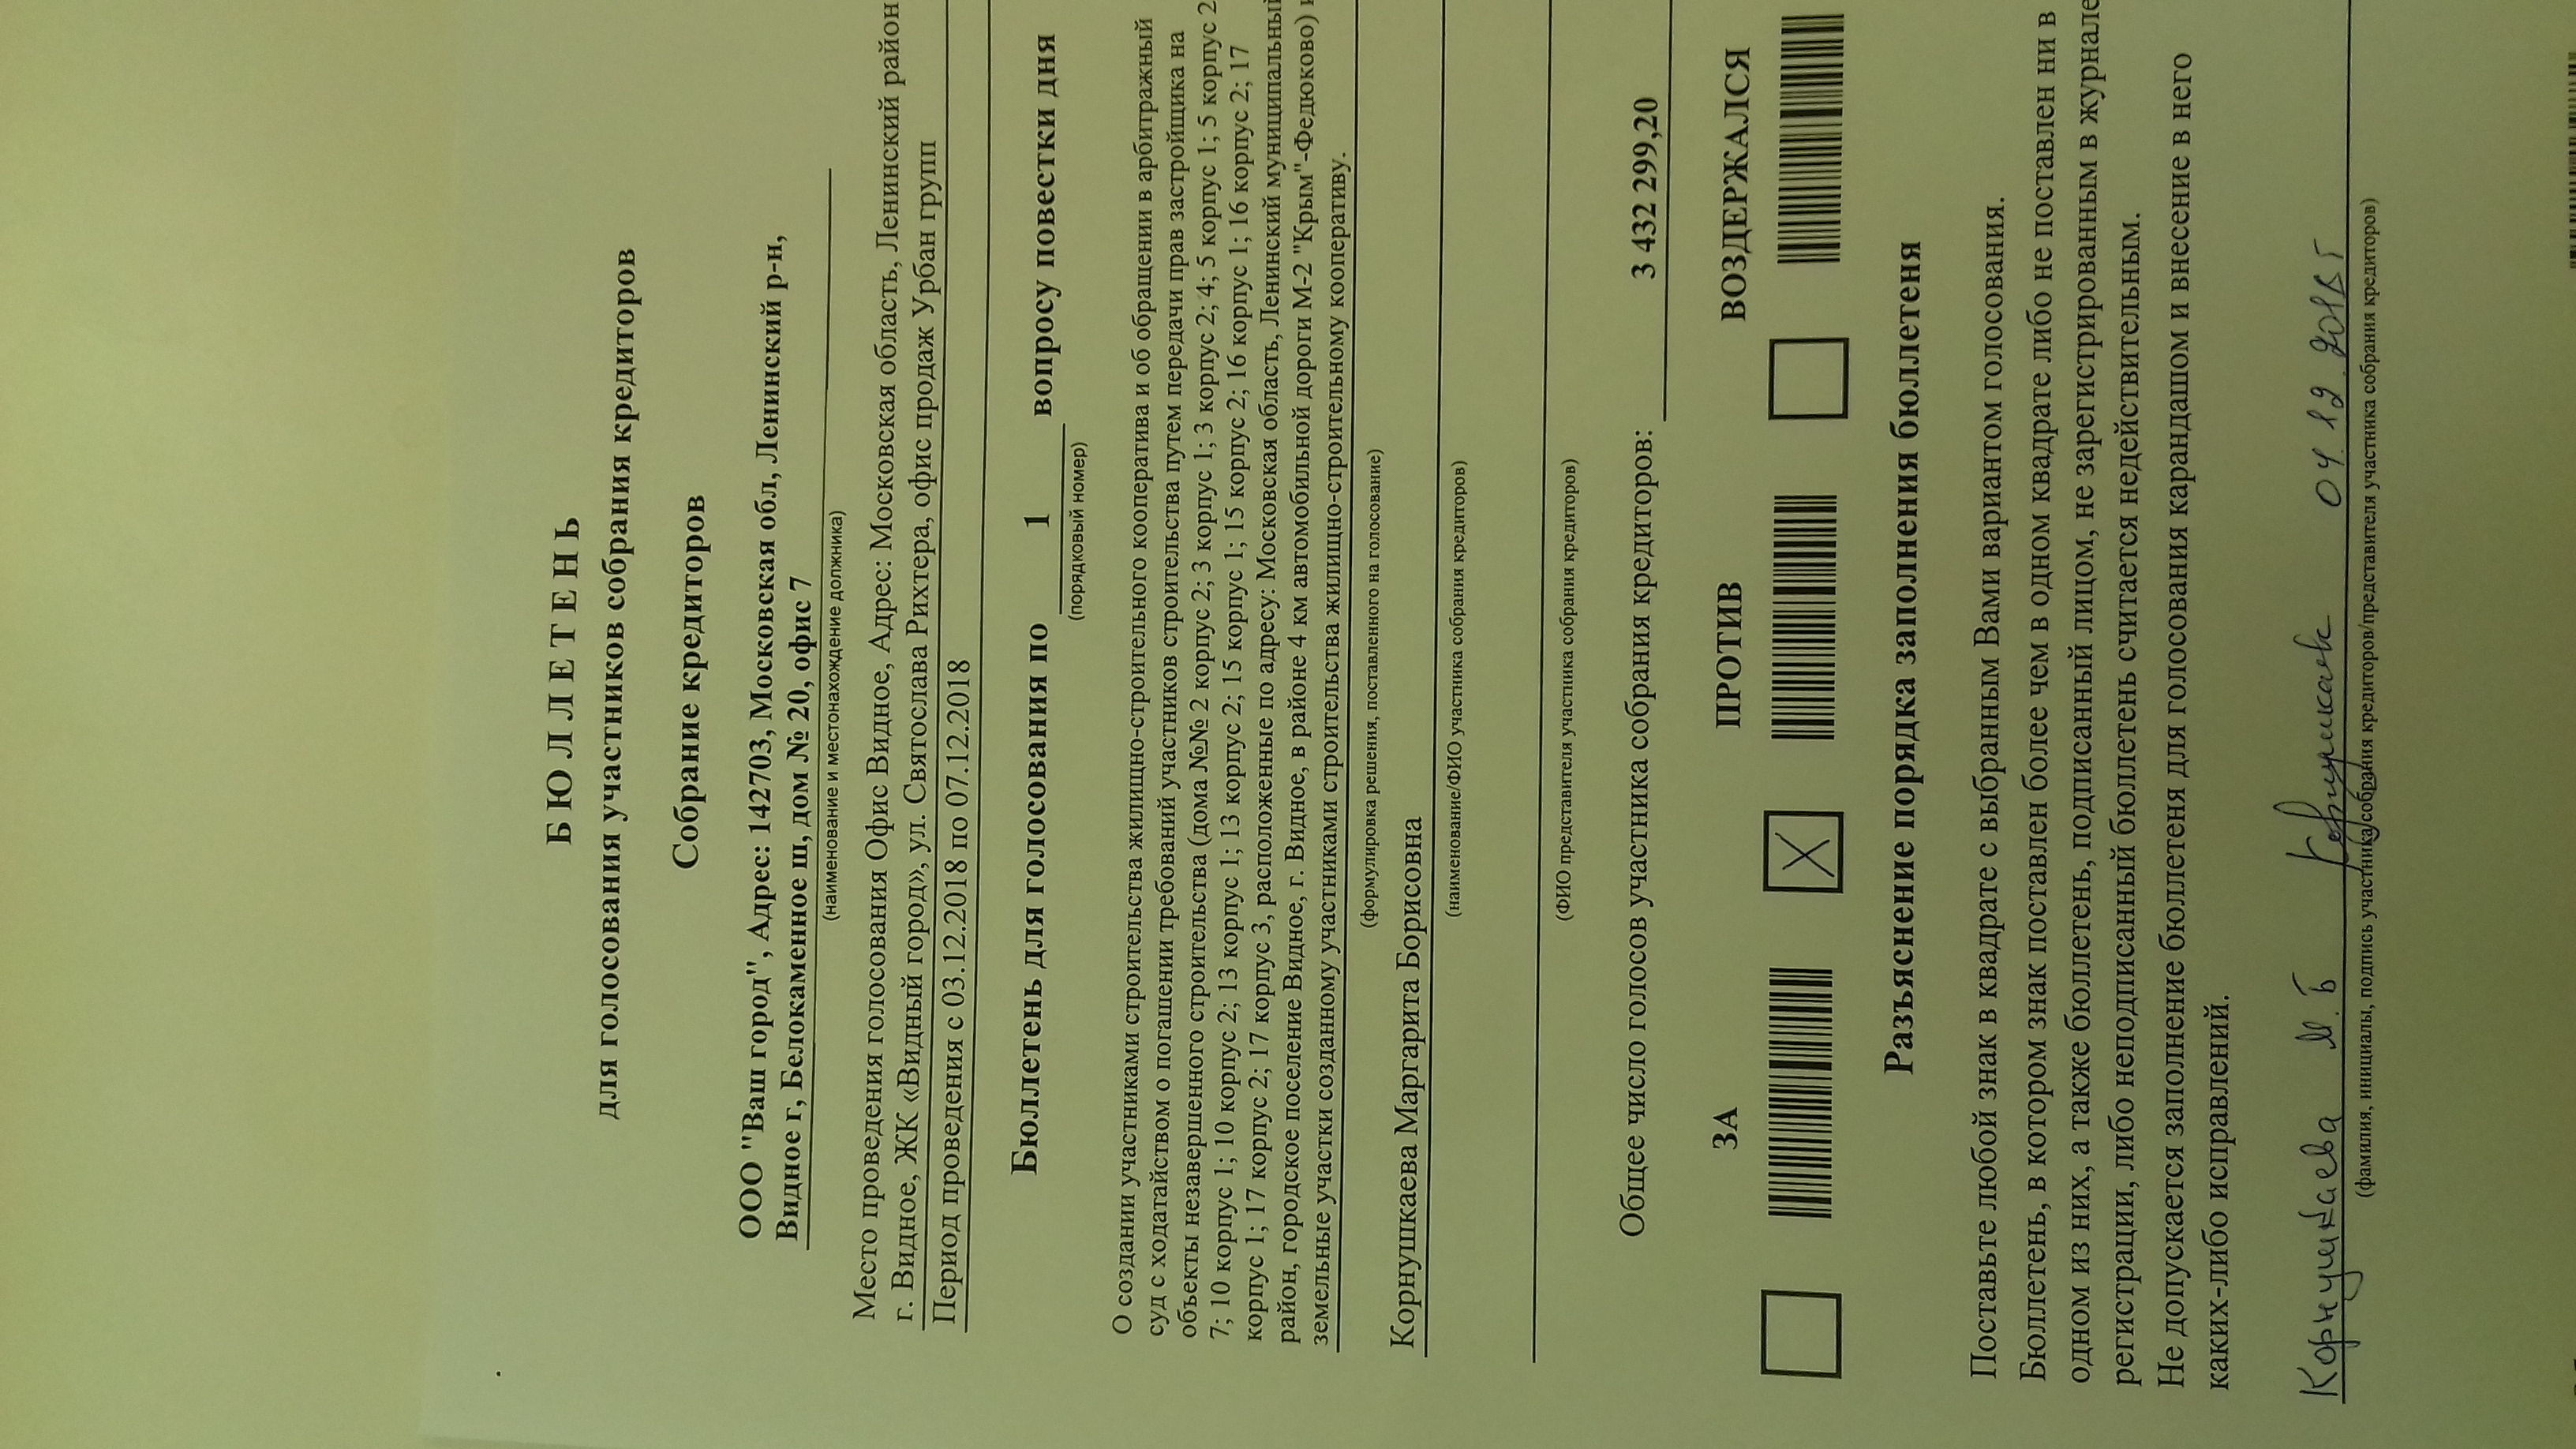 БЮЛЛЕТЕНЬ
для голосования участников собрания кредиторов
Собрание кредиторов
ООО "Ваш город", Адрес: 142703, Московская обл, Ленинский р-н,
Видное г, Белокаменное ш, дом № 20, офис 7
(наименование и местонахождение должника)
Место проведения голосования Офис Видное, Адрес: Московская область, Ленинский район
г. Видное, ЖК «Видный город», ул. Святослава Рихтера, офис продаж Урбан групп
Период проведения с 03.12.2018 по 07.12.2018
Бюллетень для голосования по 1 вопросу повестки дня
(порядковый номер)
О создании участниками строительства жилищно-строительного кооператива и об обращении в арбитражный
суд с ходатайством о погашении требований участников строительства путем передачи прав застройщика на
объекты незавершенного строительства (дома №№ 2 корпус 2; 3 корпус 1; 3 корпус 2; 4; 5 корпус 1; 5 корпус 2
7; 10 корпус 1; 10 корпус 2; 13 корпус 1; 13 корпус 2; 15 корпус 1; 15 корпус 2; 16 корпус 1; 16 корпус 2; 17
корпус 1; 17 корпус 2; 17 корпус 3, расположенные по адресу: Московская область, Ленинский муниципальный
район, городское поселение Видное, г. Видное, в районе 4 км автомобильной дороги М-2 "Крым"-Федюково) и
земельные участки созданному участниками строительства жилищно-строительному кооперативу.
(формулировка решения, поставленного на голосование)
Корнушкаева Маргарита Борисовна
(наименование/ФИО участника собрания кредиторов)
(ФИО представителя участника собрания кредиторов)
Общее число голосов участника собрания кредиторов: 3 432 299,20
ЗА ПРОТИВ ВОЗДЕРЖАЛСЯ
Разъяснение порядка заполнения бюллетеня
Поставьте любой знак в квадрате с выбранным Вами вариантом голосования.
Бюллетень, в котором знак поставлен более чем в одном квадрате либо не поставлен ни в
одном из них, а также бюллетень, подписанный лицом, не зарегистрированным в журнале
регистрации, либо неподписанный бюллетень считается недействительным.
Не допускается заполнение бюллетеня для голосования карандашом и внесение в него
каких-либо исправлений.
Корнушкаева М.Б Корнушкаева 04.12.2018 г
(фамилия, инициалы, подпись участника собрания кредиторов/представителя участника собрания кредиторов)